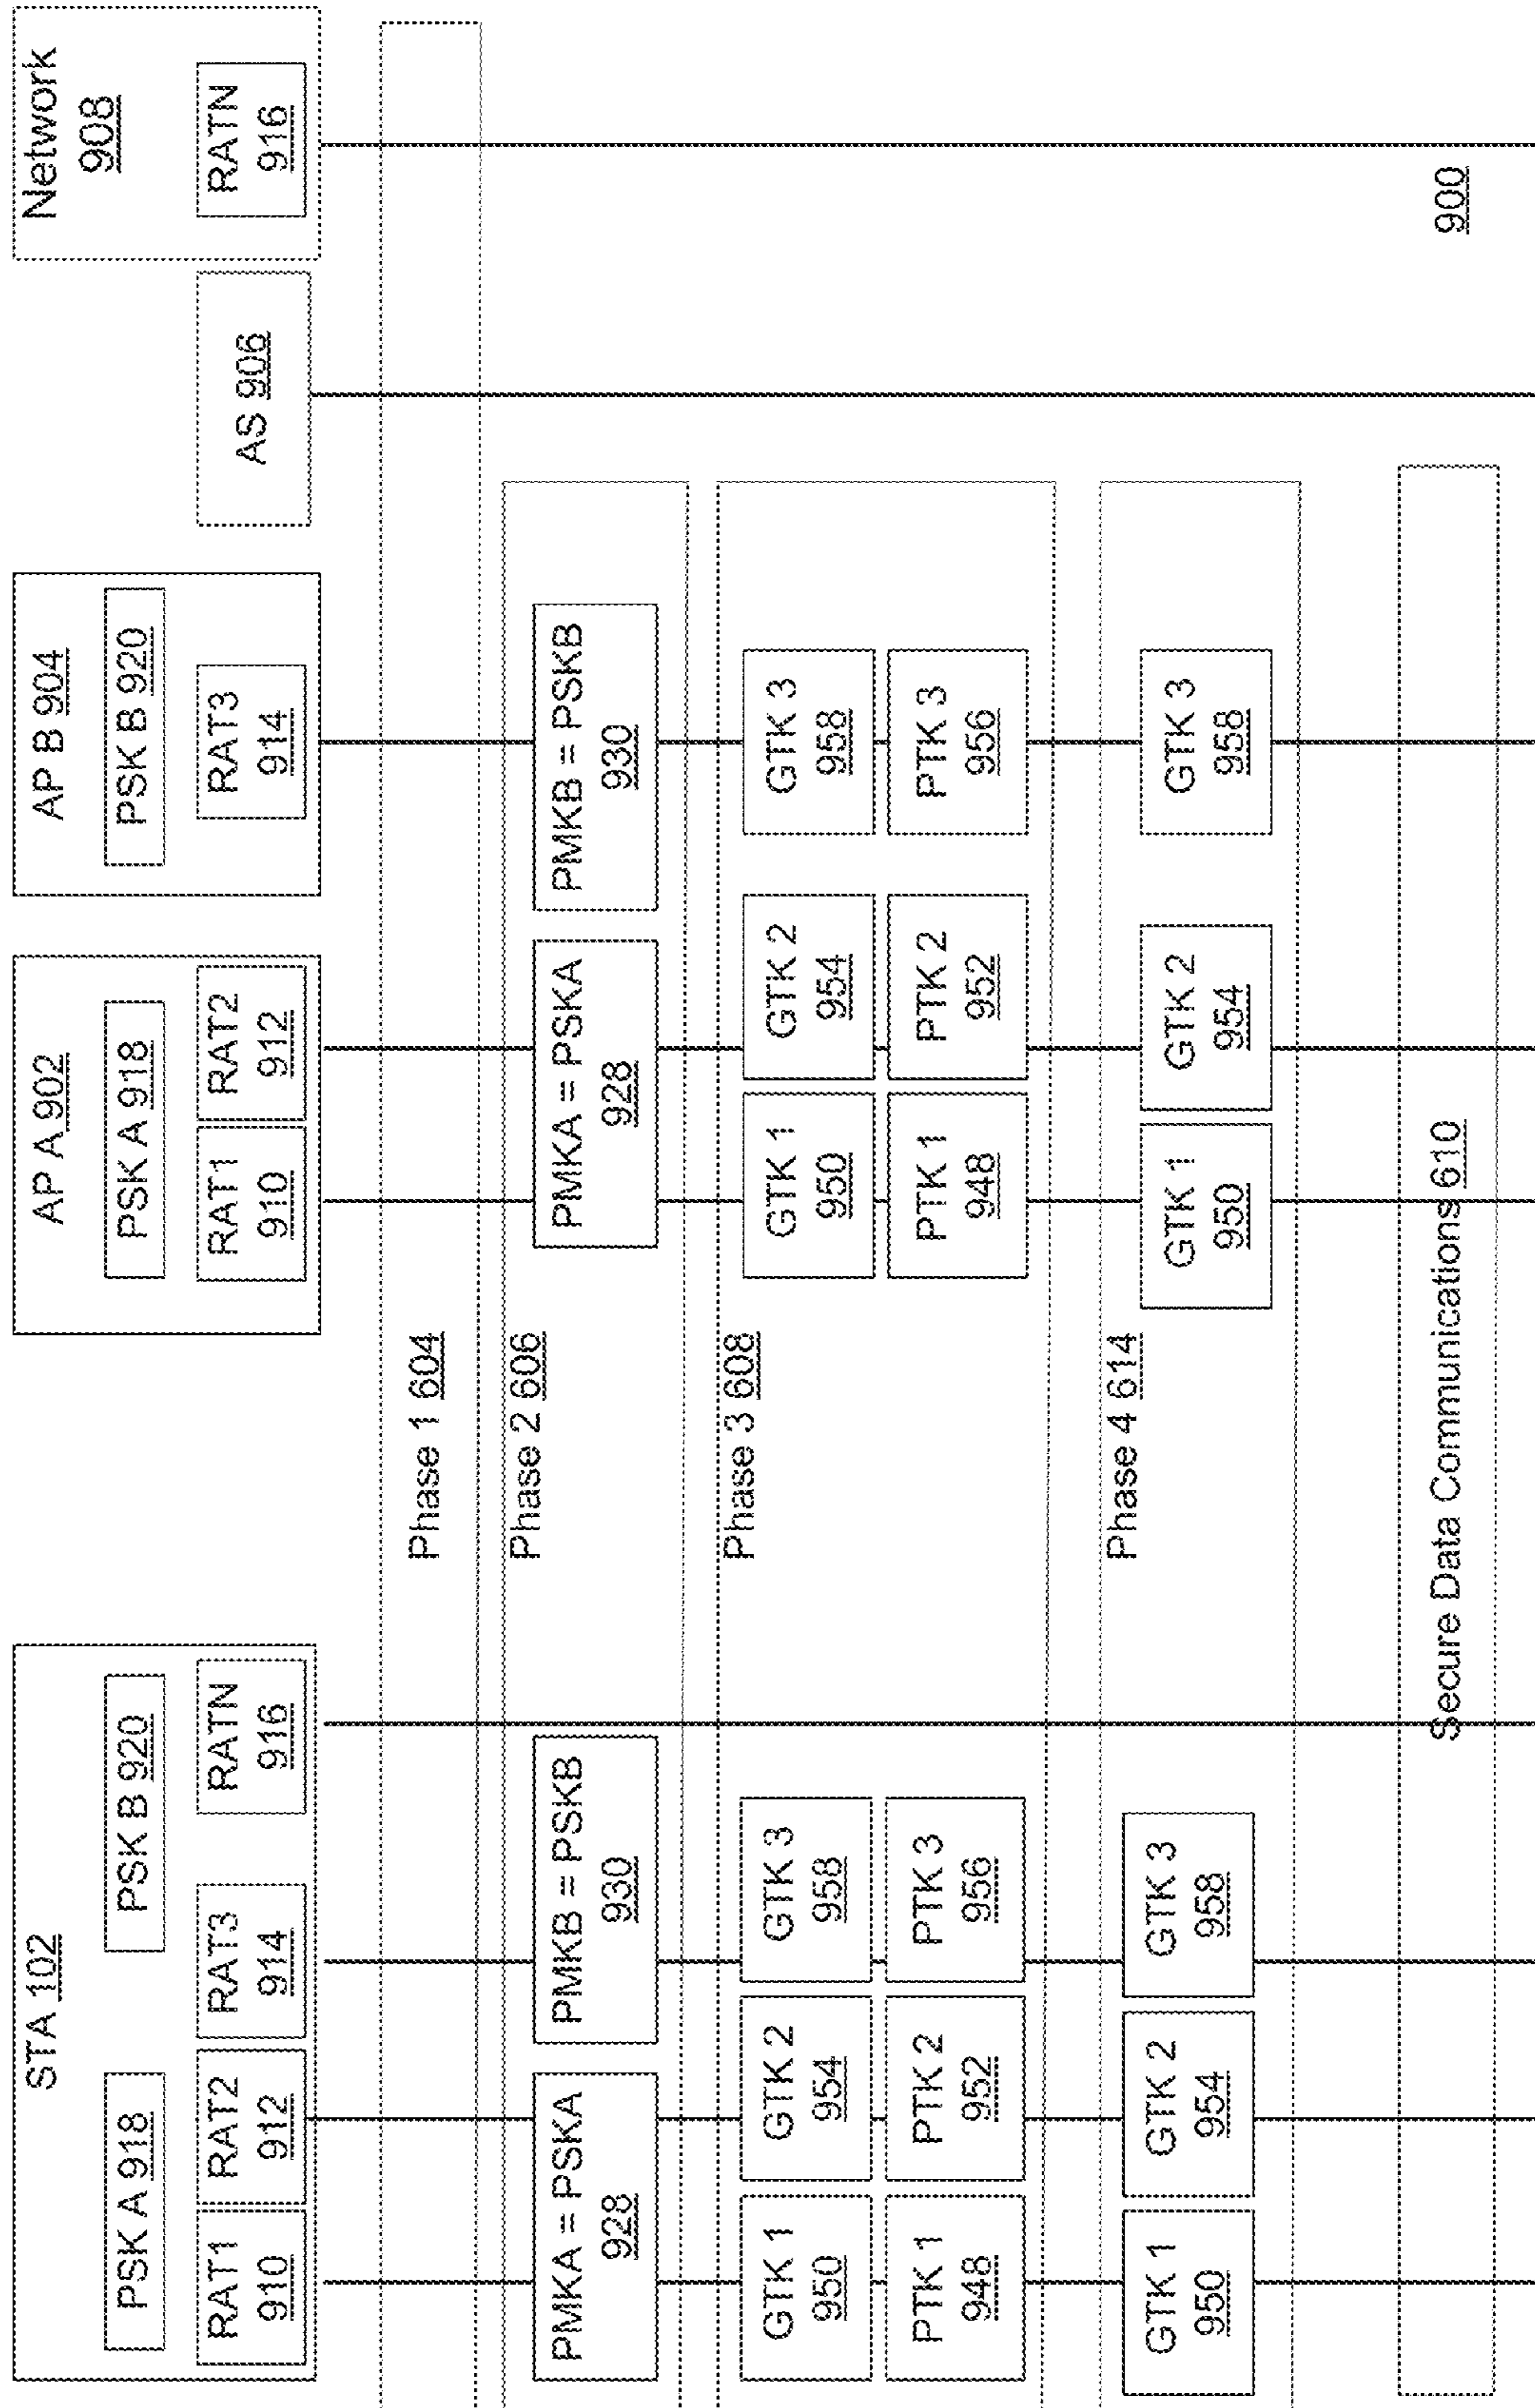 STA 102
PSK A 918
PSK B 920
RAT1
910
RAT2
912
RAT3
914
RATN
916
AP A 902
PSK A 918
RAT1
910
RAT2
912
AP B 904
PSK B 920
RAT3
914
AS 906
Network
908
RATN
916
Phase 1 604
Phase 2 606
PMKA = PSKA
928
PMKB = PSKB
930
PMKA = PSKA
928
PMKB = PSKB
930
Phase 3 608
GTK 1
950
GTK 2
954
GTK 3
958
GTK 1
950
GTK 2
954
GTK 3
958
PTK 1
948
PTK 2
952
PTK 3
956
PTK 1
948
PTK 2
952
PTK 3
956
Phase 4 614
GTK 1
950
GTK 2
954
GTK 3
958
GTK 1
950
GTK 2
954
GTK 3
958
Secure Data Communications 610
900